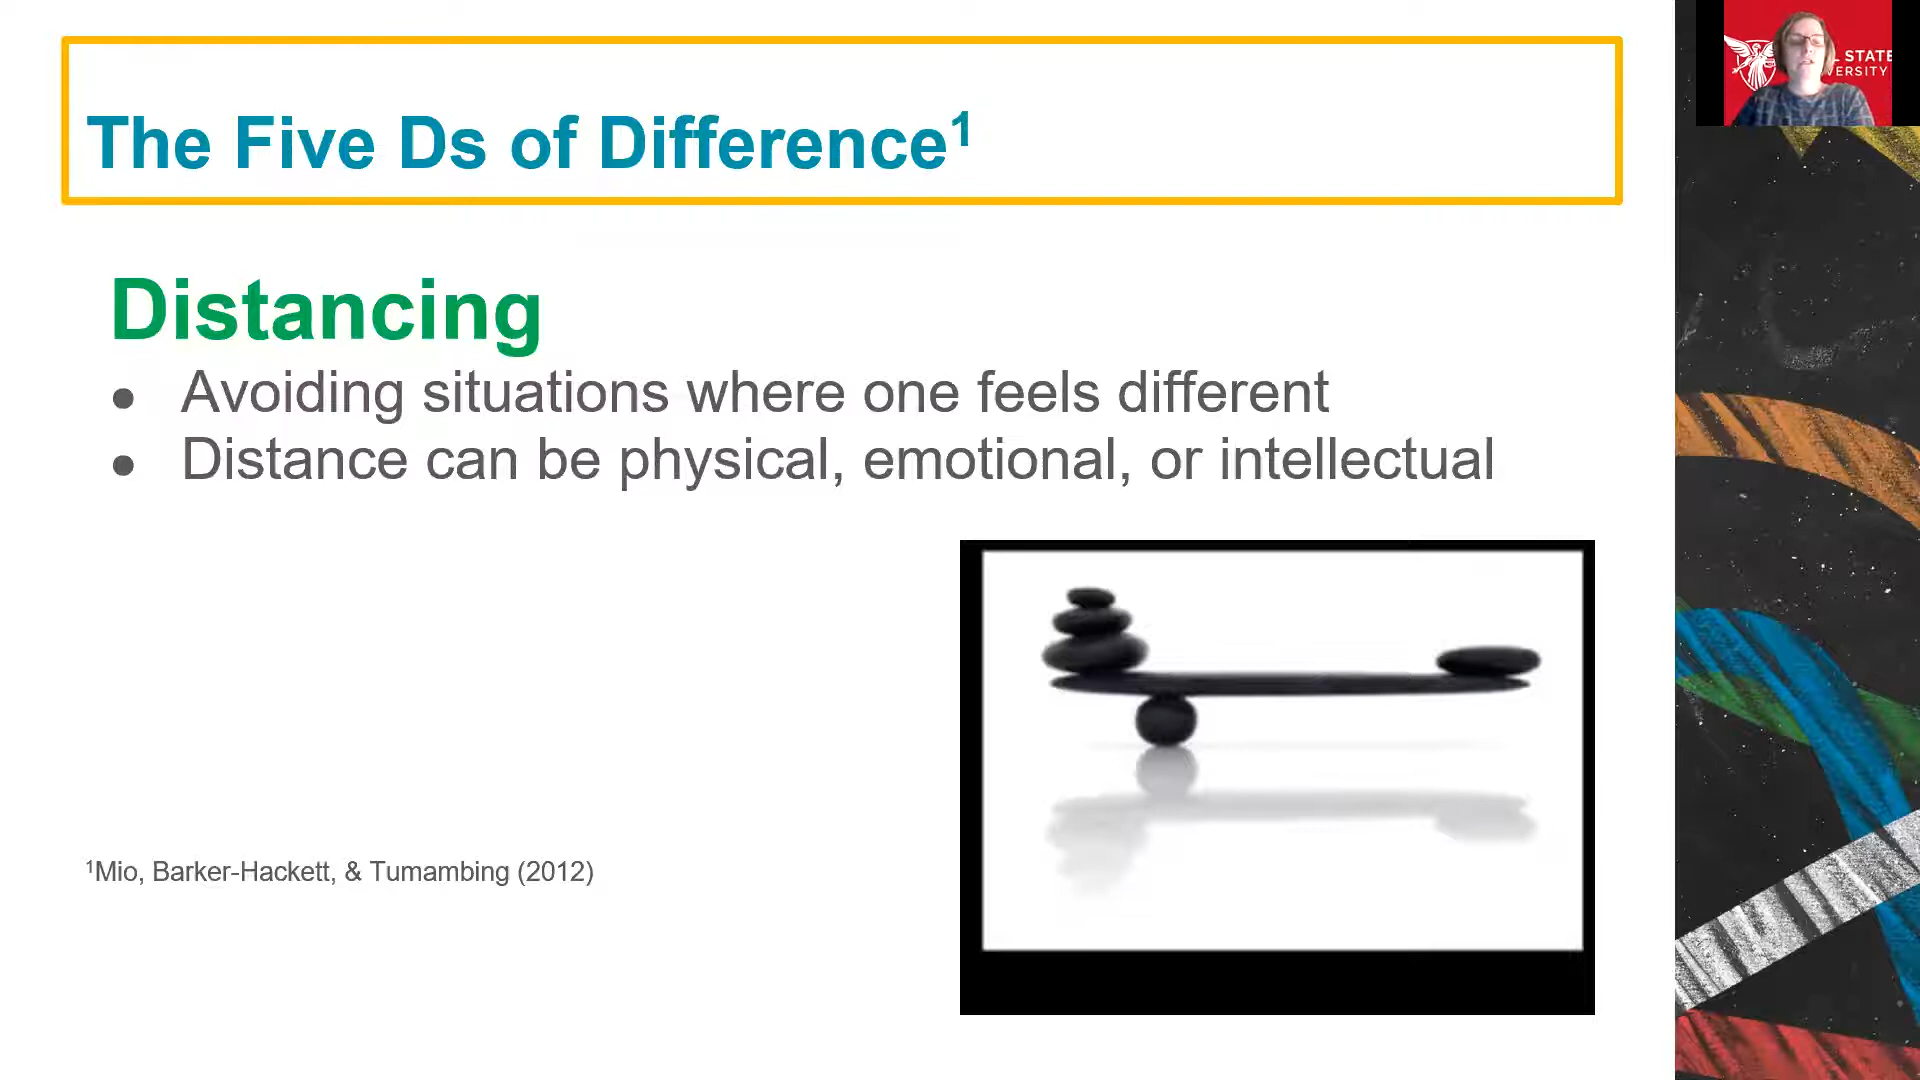 The Five Ds of Difference¹
Distancing
● Avoiding situations where one feels different
● Distance can be physical, emotional, or intellectual
¹Mio, Barker-Hackett, & Tumambing (2012)
STATE